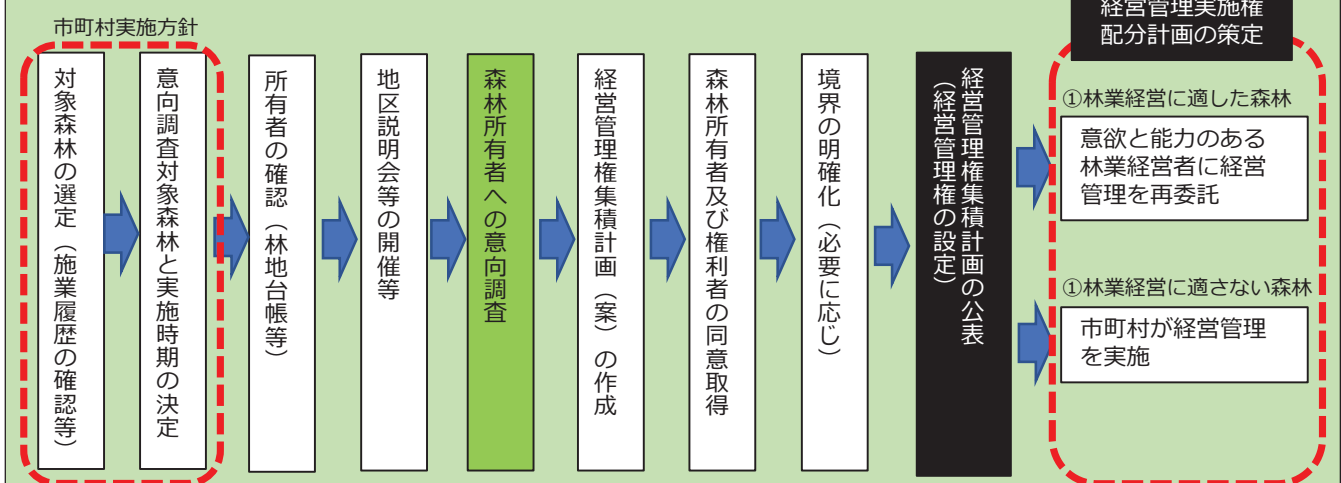 市町村実施方針
対象森林の選定（施業履歴の確認等）
意向調査対象森林と実施時期の決定
所有者の確認（林地台帳等）
地区説明会等の開催等
森林所有者への意向調査
経営管理権集積計画（案）の作成
森林所有者及び権利者の同意取得
境界の明確化（必要に応じ）
経営管理権集積計画の公表
（経営管理権の設定）
経営管理実施権
配分計画の策定
①林業経営に適した森林
意欲と能力のある
林業経営者に経営
管理を再委託
①林業経営に適さない森林
市町村が経営管理
を実施